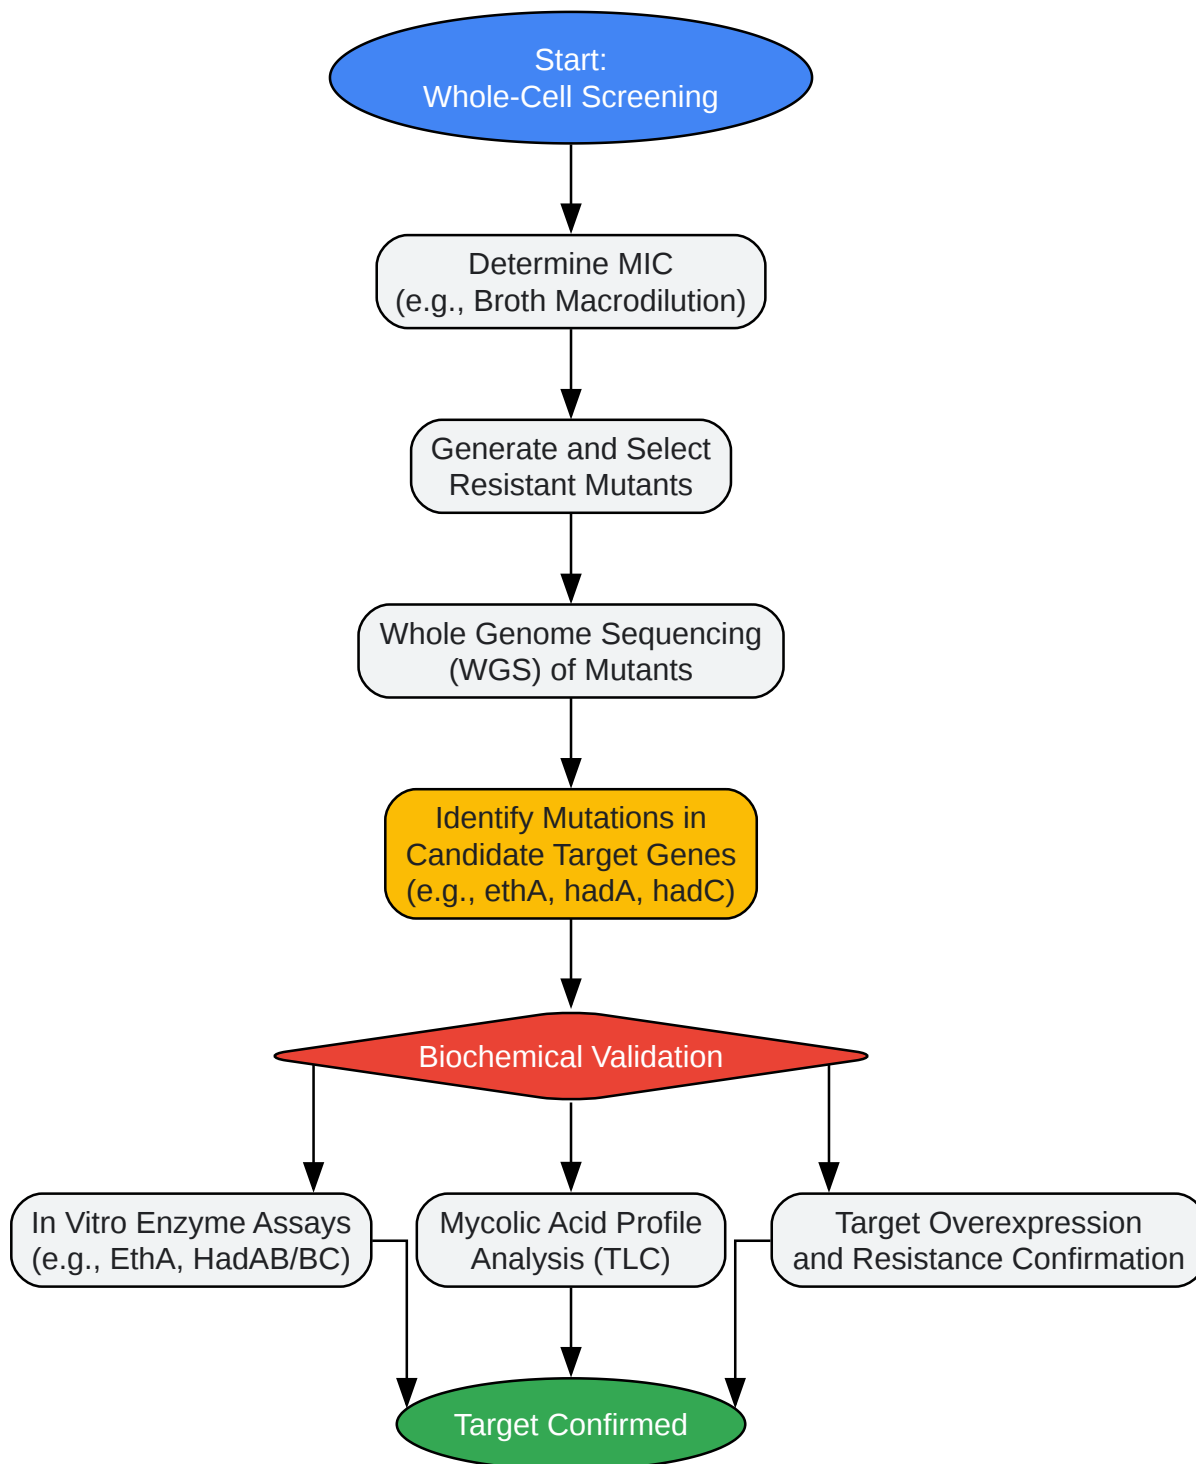 Start:
Whole-Cell Screening
Determine MIC
(e.g., Broth Macrodilution)
Generate and Select
Resistant Mutants
Whole Genome Sequencing
(WGS) of Mutants
Identify Mutations in
Candidate Target Genes
(e.g., ethA, hadA, hadC)
Biochemical Validation
In Vitro Enzyme Assays
(e.g., EthA, HadAB/BC)
Mycolic Acid Profile
Analysis (TLC)
Target Overexpression
and Resistance Confirmation
Target Confirmed